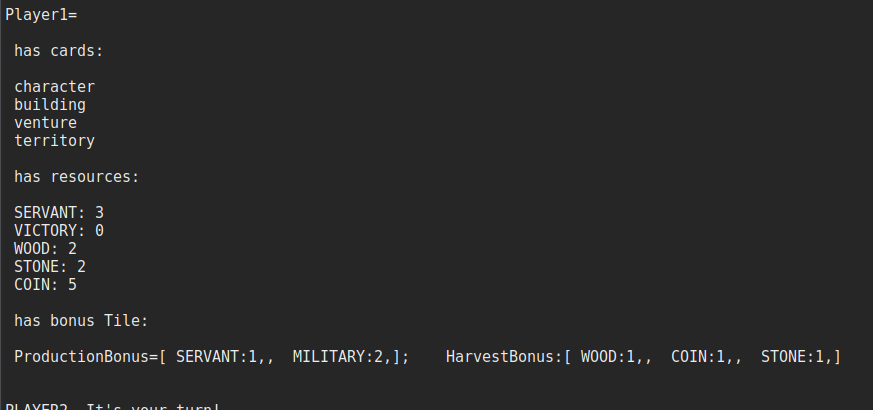 Player1=
has cards:
character
building
venture
territory
has resources:
SERVANT: 3
VICTORY: 0
WOOD: 2
STONE: 2
COIN: 5
has bonus Tile:
ProductionBonus=[ SERVANT:1,,  MILITARY:2,];    HarvestBonus:[ WOOD:1,,  COIN:1,,  STONE:1,]
PLAYER2  It's your turn!